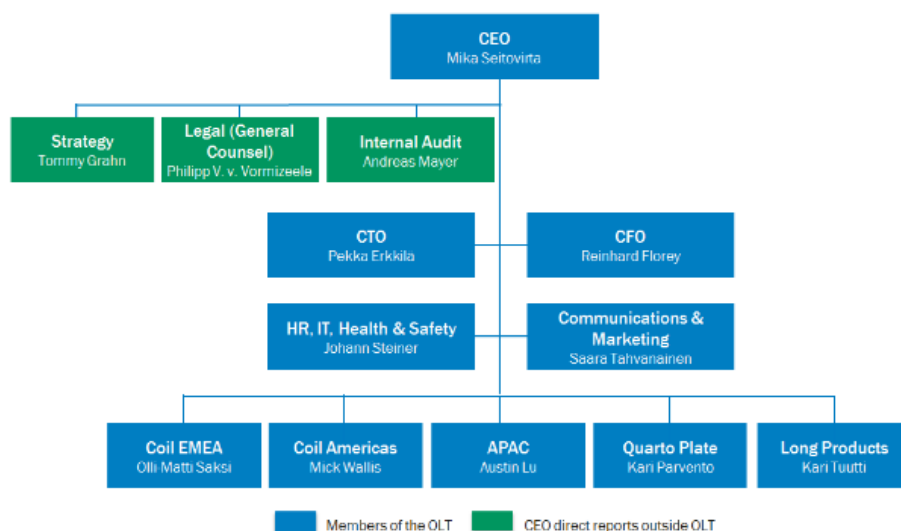 CEO
Mika Seitovirta
Strategy
Tommy Grahn
Legal (General
Counsel)
Philipp V. v. Vormizeele
Internal Audit
Andreas Mayer
CTO
Pekka Erkkilä
CFO
Reinhard Florey
HR, IT, Health & Safety
Johann Steiner
Communications &
Marketing
Saara Tahvanainen
Coil EMEA
Olli-Matti Saksi
Coil Americas
Mick Wallis
APAC
Austin Lu
Quarto Plate
Kari Parvento
Long Products
Kari Tuutti
Members of the OLT
CEO direct reports outside OLT